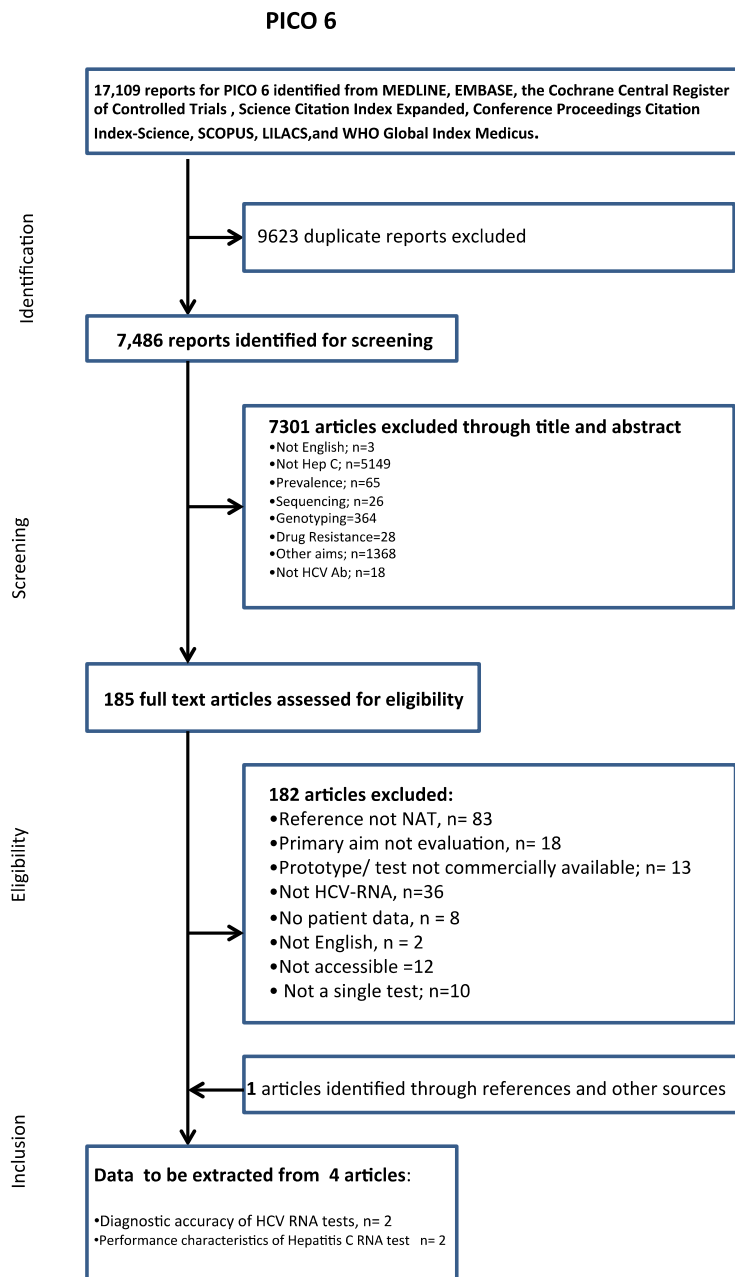 PICO 6
17,109 reports for PICO 6 identified from MEDLINE, EMBASE, the Cochrane Central Register
of Controlled Trials , Science Citation Index Expanded, Conference Proceedings Citation
Index-Science, SCOPUS, LILACS,and WHO Global Index Medicus.
Identification
9623 duplicate reports excluded
7,486 reports identified for screening
Screening
7301 articles excluded through title and abstract
•Not English; n=3
•Not Hep C; n=5149
•Prevalence; n=65
•Sequencing; n=26
•Genotyping=364
•Drug Resistance=28
•Other aims; n=1368
•Not HCV Ab; n=18
185 full text articles assessed for eligibility
Eligibility
182 articles excluded:
•Reference not NAT, n= 83
•Primary aim not evaluation, n= 18
•Prototype/ test not commercially available; n= 13
•Not HCV-RNA, n=36
•No patient data, n = 8
•Not English, n = 2
•Not accessible =12
• Not a single test; n=10
1 articles identified through references and other sources
Inclusion
Data to be extracted from 4 articles:
•Diagnostic accuracy of HCV RNA tests, n= 2
•Performance characteristics of Hepatitis C RNA test n= 2